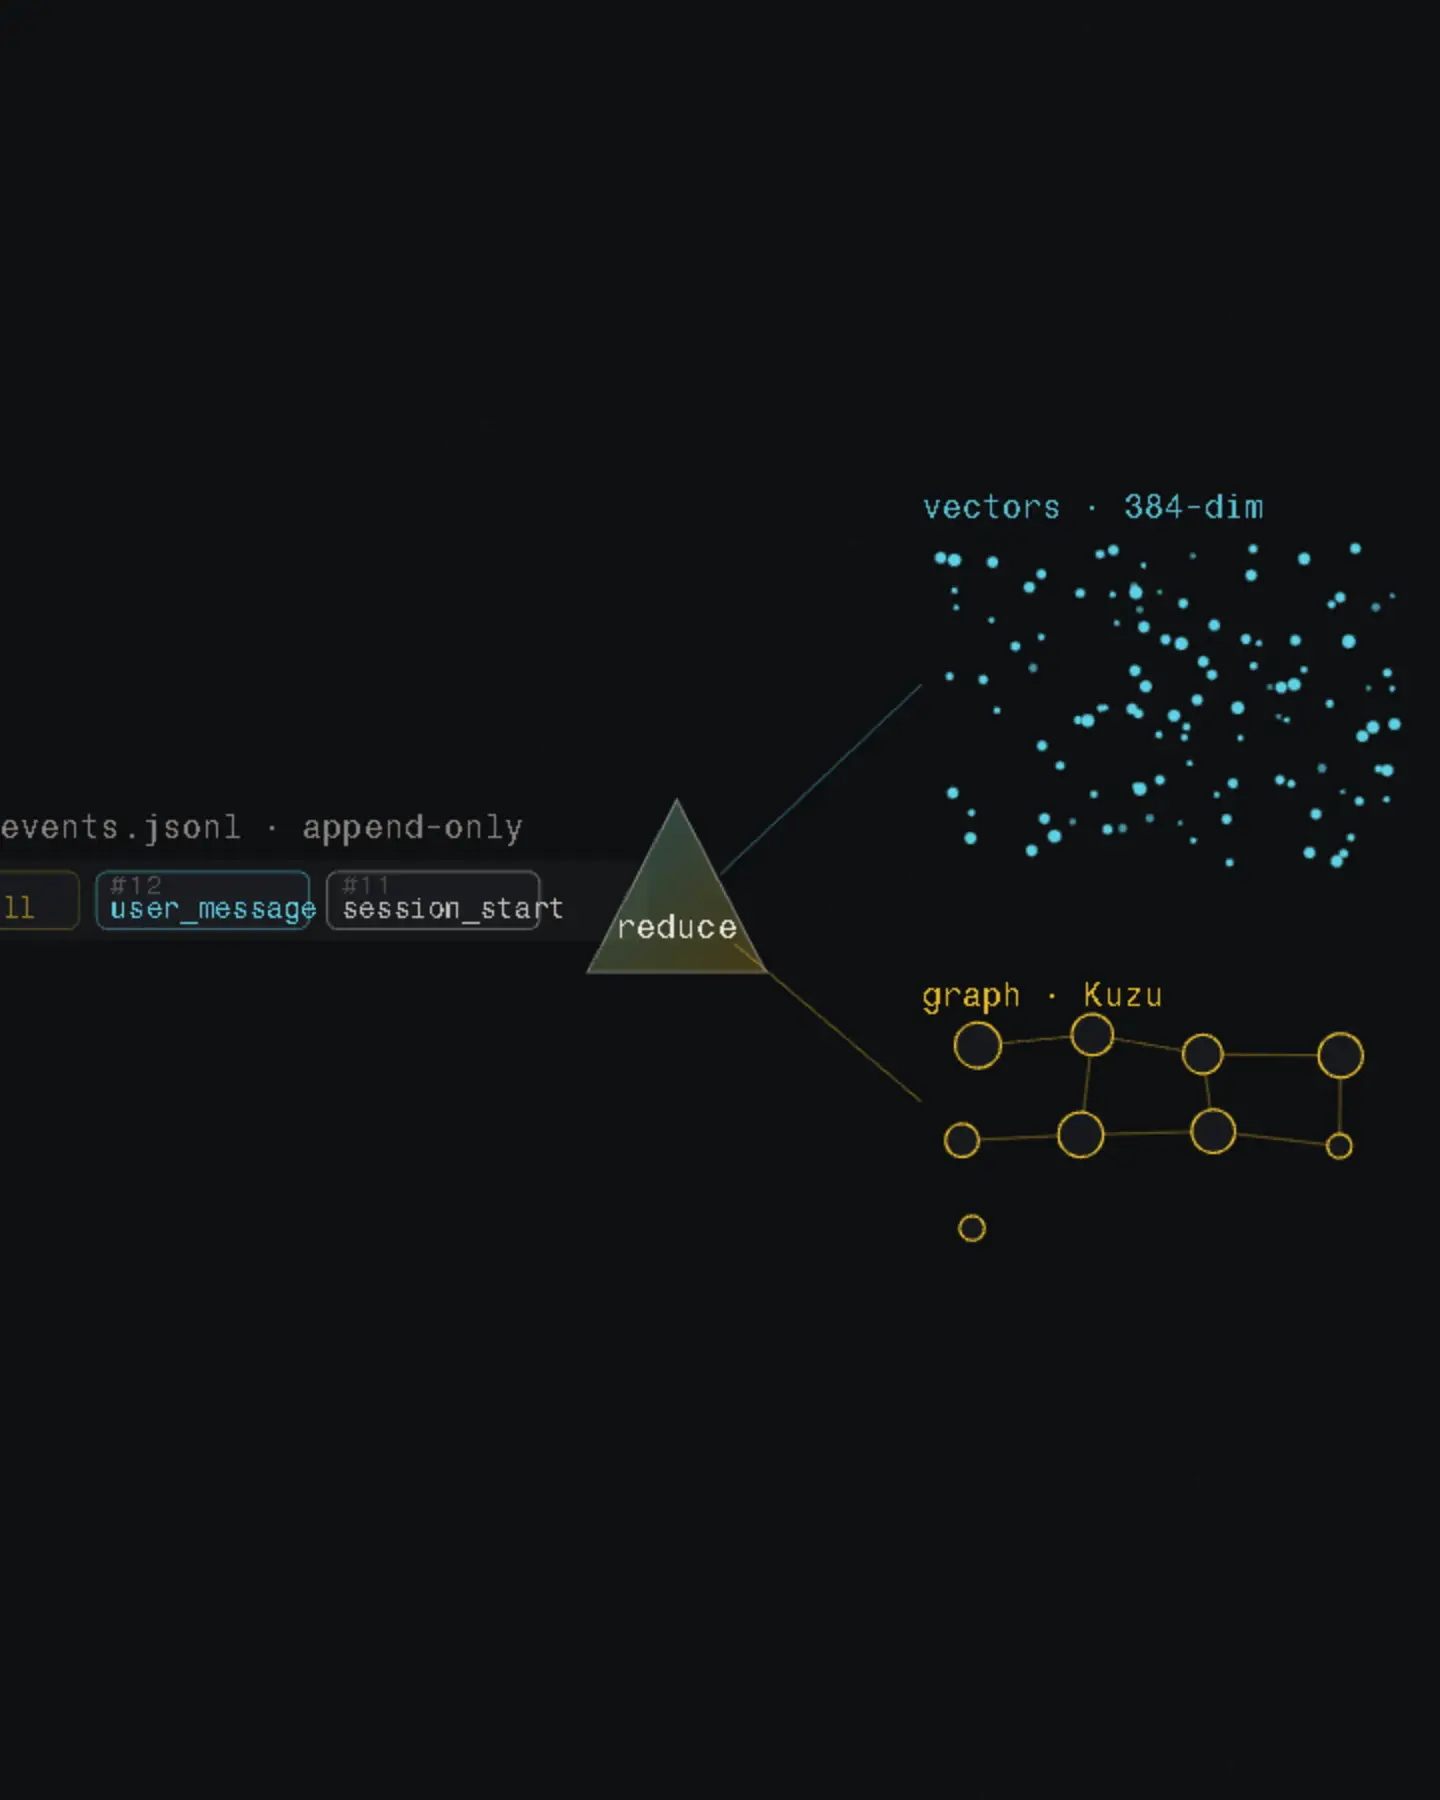 vectors · 384-dim
events.jsonl · append-only
ll
#12
user_message
#11
session_start
reduce
graph · Kuzu